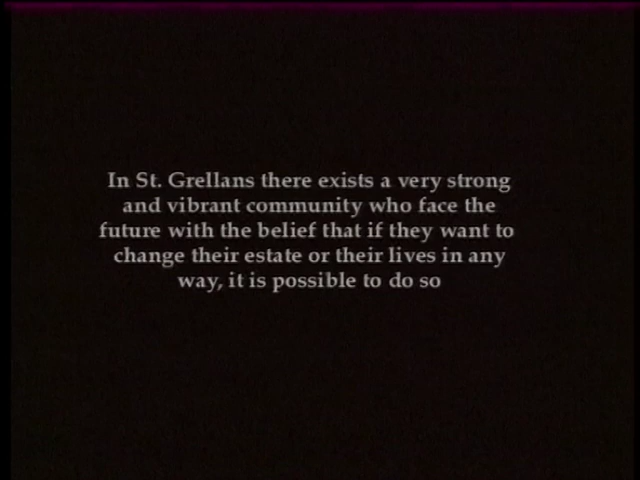 In St. Grellans there exists a very strong
and vibrant community who face the
future with the belief that if they want to
change their estate or their lives in any
way, it is possible to do so